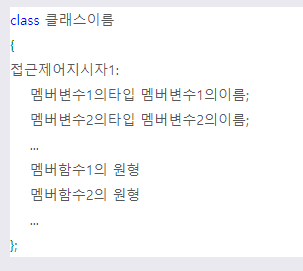 class 클래스이름
{
접근제어지시자1:
멤버변수1의타입 멤버변수1의이름;
멤버변수2의타입 멤버변수2의이름;
...
멤버함수1의 원형
멤버함수2의 원형
...
};